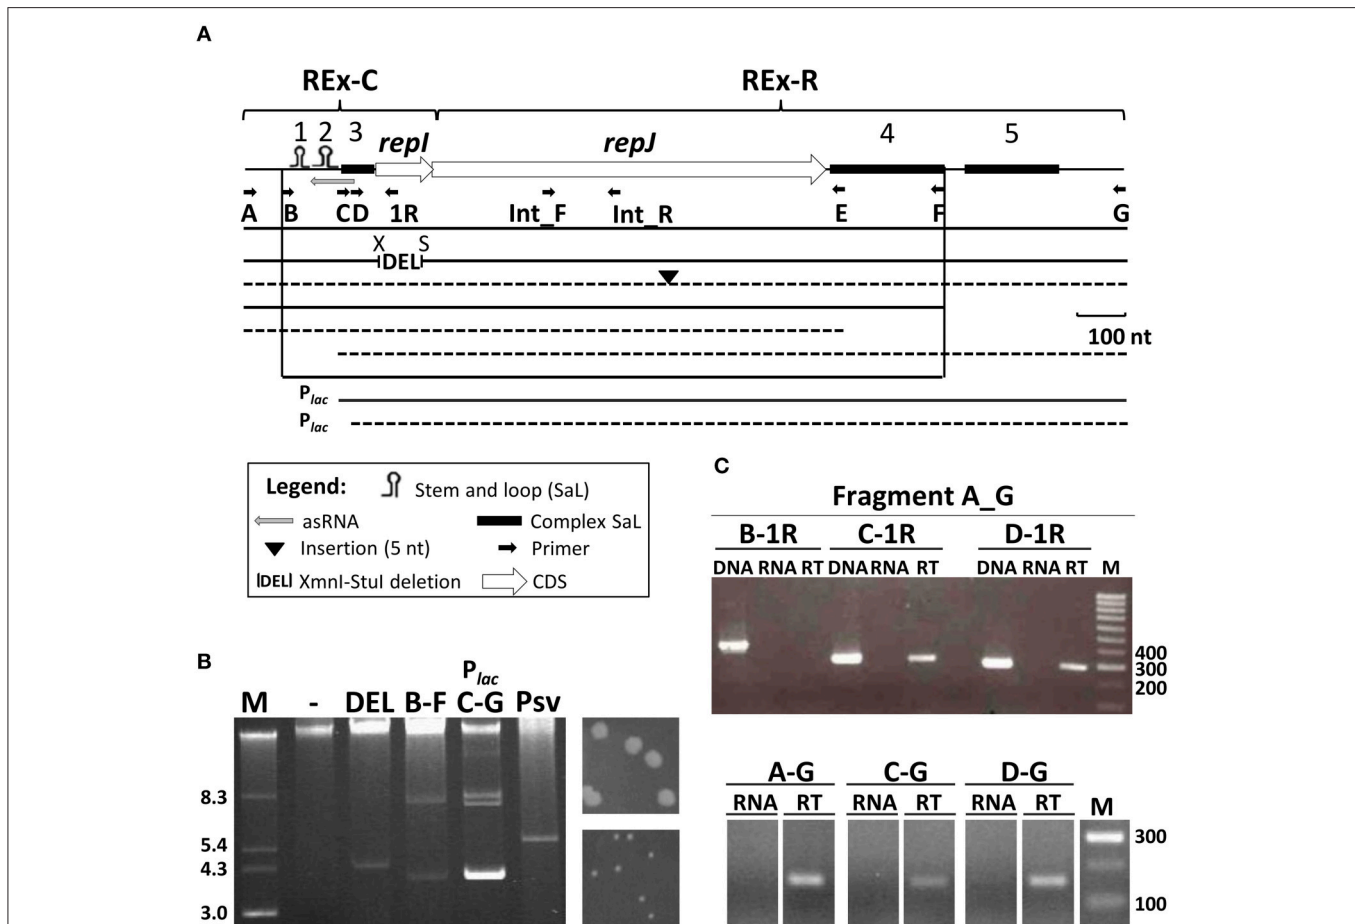 A
REx-C REx-R
1 2 3 repI repJ 4 5
A B C D 1R Int_F Int_R E F G
X S
DEL
100 nt
Plac
Plac
Legend: Stem and loop (SaL)
asRNA Complex SaL
Insertion (5 nt) Primer
|DEL| XmnI-StuI deletion CDS
B
M - DEL B-F Plac C-G Psv
8.3
5.4
4.3
3.0
C
Fragment A_G
B-1R C-1R D-1R
DNA RNA RT DNA RNA RT DNA RNA RT M
400
300
200
A-G C-G D-G
RNA RT RNA RT RNA RT M
300
100